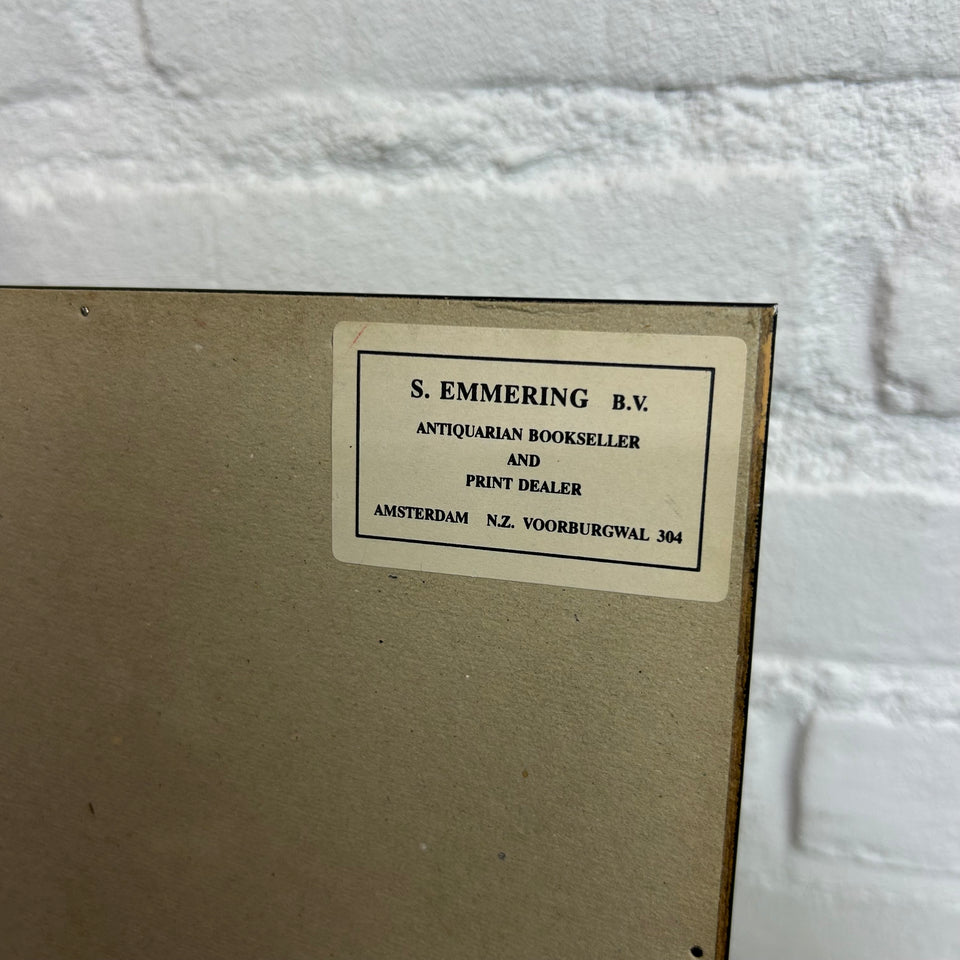 S. EMMERING B.V.
ANTIQUARIAN BOOKSELLER
AND
PRINT DEALER
AMSTERDAM N.Z. VOORBURGWAL 304